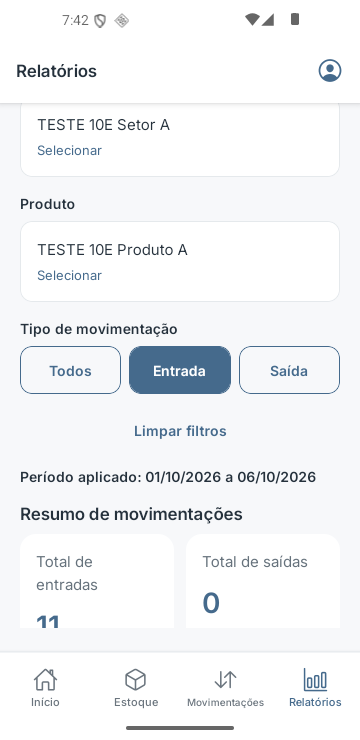 7:42
Relatórios
TESTE 10E Setor A
Selecionar
Produto
TESTE 10E Produto A
Selecionar
Tipo de movimentação
Todos
Entrada
Saída
Limpar filtros
Período aplicado: 01/10/2026 a 06/10/2026
Resumo de movimentações
Total de
entradas
11
Total de saídas
0
Início
Estoque
Movimentações
Relatórios